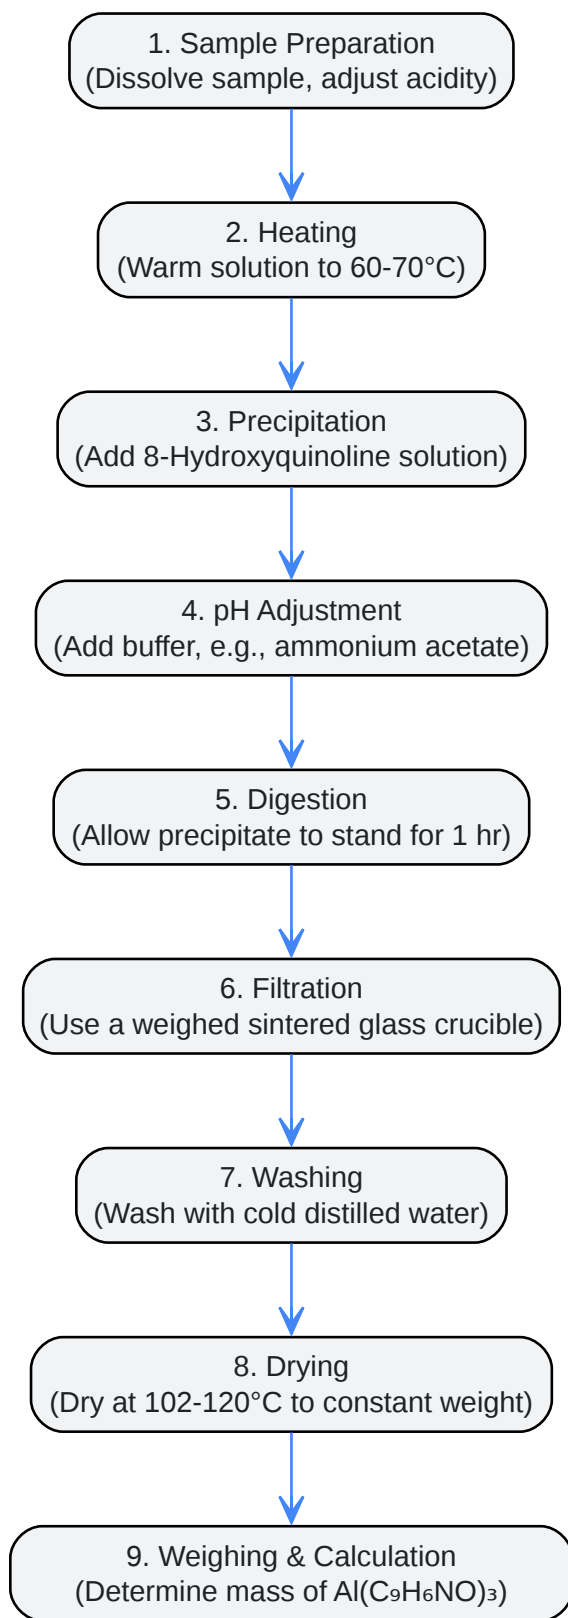 1. Sample Preparation
(Dissolve sample, adjust acidity)
2. Heating
(Warm solution to 60-70°C)
3. Precipitation
(Add 8-Hydroxyquinoline solution)
4. pH Adjustment
(Add buffer, e.g., ammonium acetate)
5. Digestion
(Allow precipitate to stand for 1 hr)
6. Filtration
(Use a weighed sintered glass crucible)
7. Washing
(Wash with cold distilled water)
8. Drying
(Dry at 102-120°C to constant weight)
9. Weighing & Calculation
(Determine mass of Al(C₉H₆NO)₃)